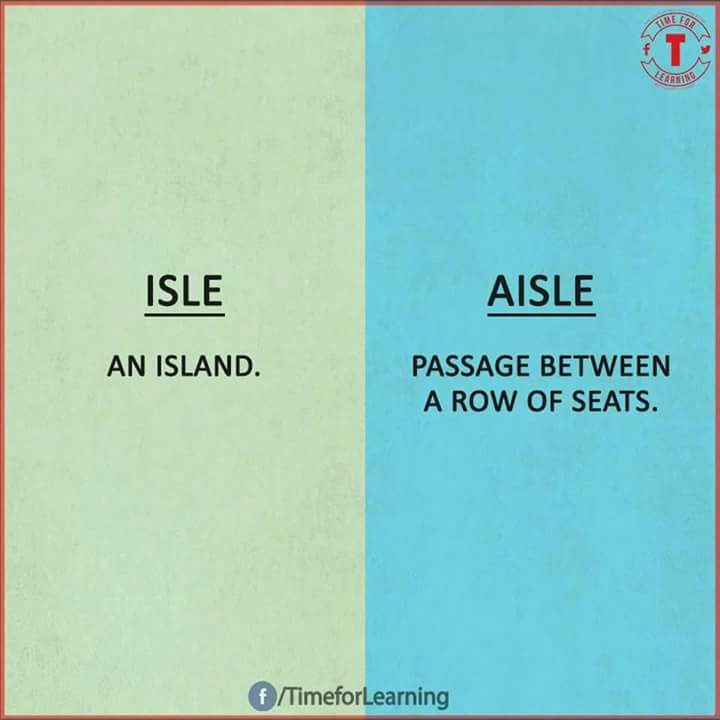 TIME FOR
T
LEARNING
ISLE
AN ISLAND.
AISLE
PASSAGE BETWEEN
A ROW OF SEATS.
f/TimeforLearning